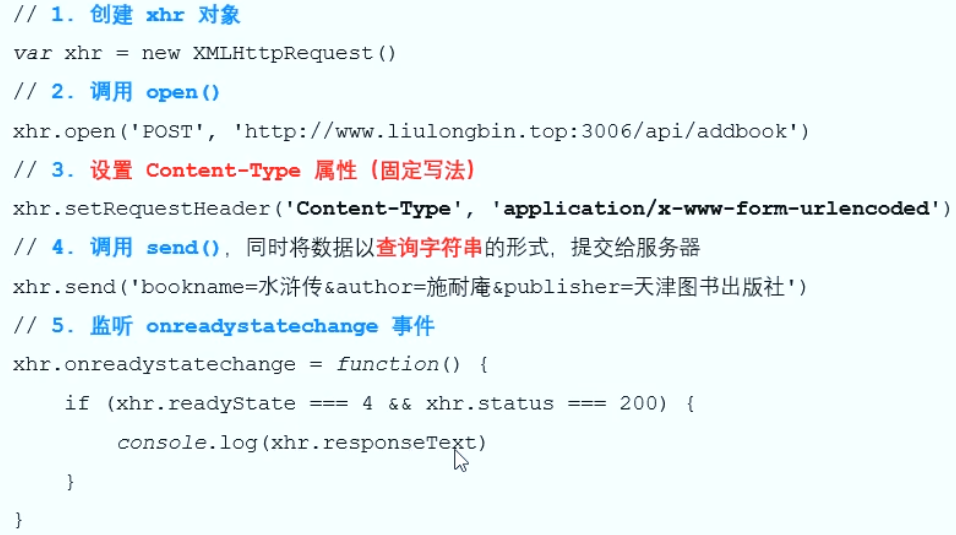 // 1. 创建 xhr 对象
var xhr = new XMLHttpRequest()
// 2. 调用 open()
xhr.open('POST', 'http://www.liulongbin.top:3006/api/addbook')
// 3. 设置 Content-Type 属性（固定写法）
xhr.setRequestHeader('Content-Type', 'application/x-www-form-urlencoded')
// 4. 调用 send()，同时将数据以查询字符串的形式，提交给服务器
xhr.send('bookname=水浒传&author=施耐庵&publisher=天津图书出版社')
// 5. 监听 onreadystatechange 事件
xhr.onreadystatechange = function() {
    if (xhr.readyState === 4 && xhr.status === 200) {
        console.log(xhr.responseText)
    }
}